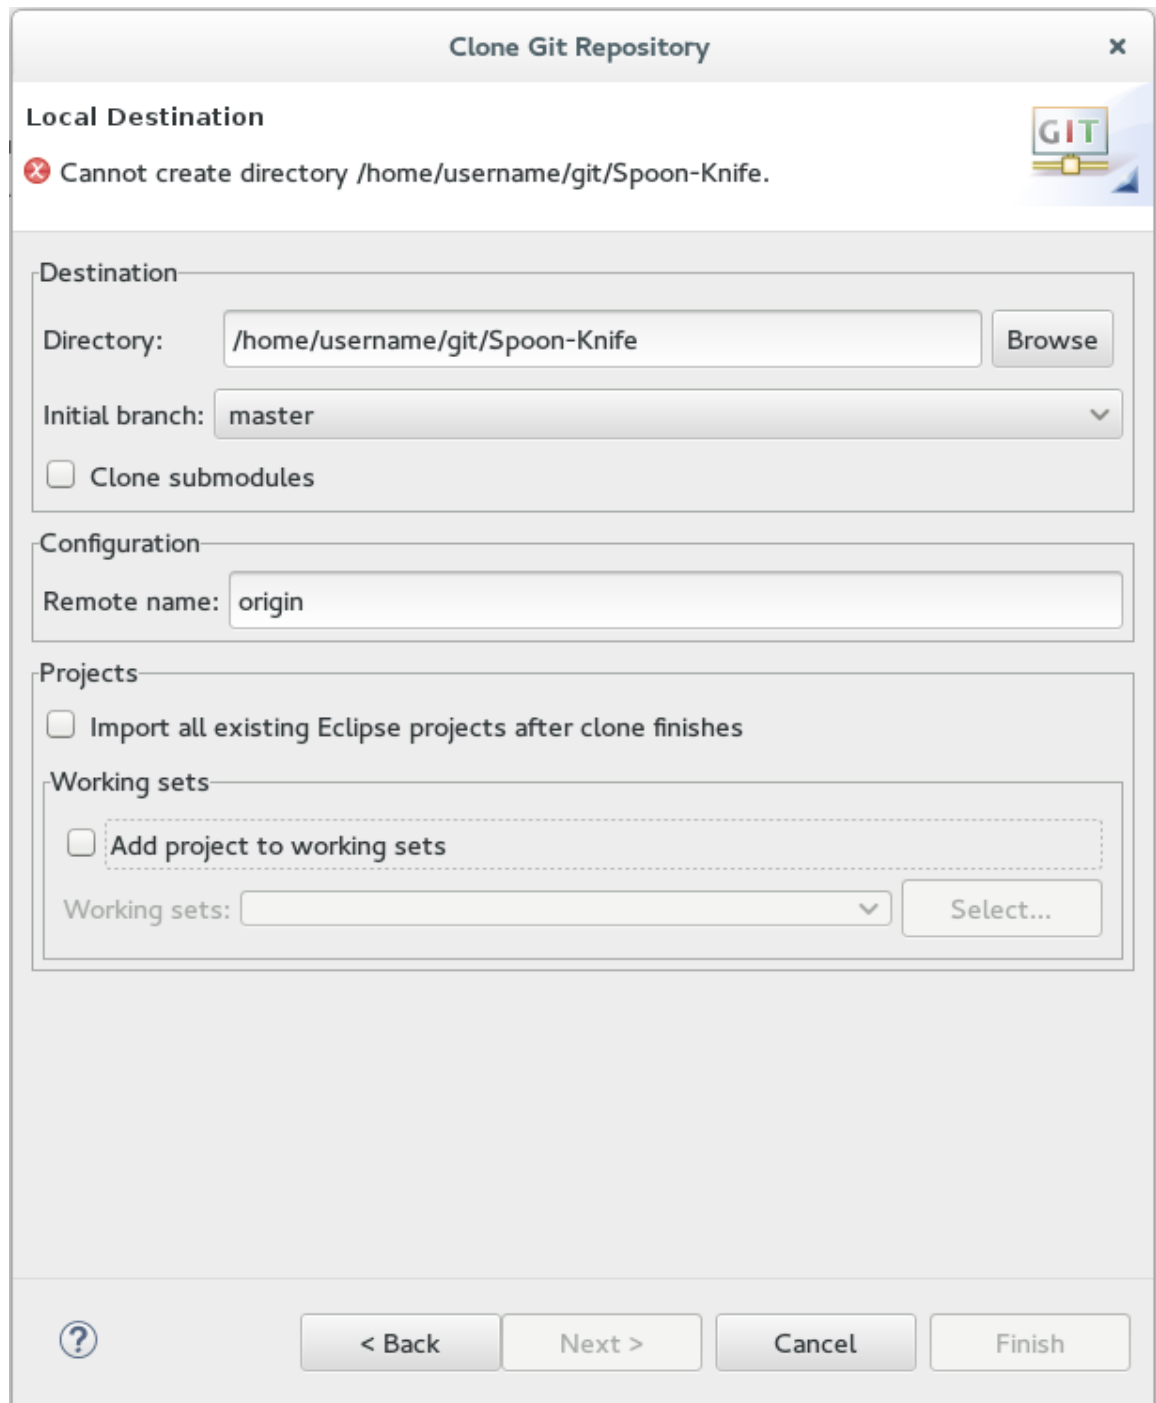 Clone Git Repository
Local Destination
GIT
Cannot create directory /home/username/git/Spoon-Knife.
Destination
Directory: /home/username/git/Spoon-Knife Browse
Initial branch: master
Clone submodules
Configuration
Remote name: origin
Projects
Import all existing Eclipse projects after clone finishes
Working sets
Add project to working sets
Working sets: Select...
? < Back Next > Cancel Finish